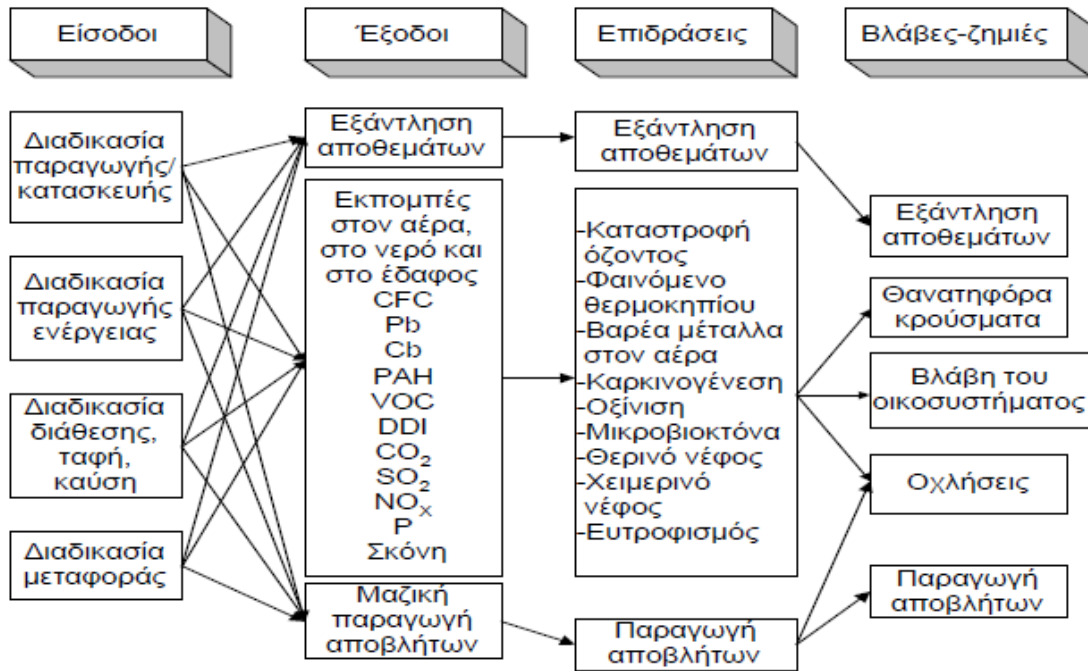 Είσοδοι
Έξοδοι
Επιδράσεις
Βλάβες-ζημιές
Διαδικασία
παραγωγής/
κατασκευής
Διαδικασία
παραγωγής
ενέργειας
Διαδικασία
διάθεσης,
ταφή,
καύση
Διαδικασία
μεταφοράς
Εξάντληση
αποθεμάτων
Εκπομπές
στον αέρα,
στο νερό και
στο έδαφος
CFC
Pb
Cb
PAH
VOC
DDI
CO₂
SO₂
NOₓ
P
Σκόνη
Μαζική
παραγωγή
αποβλήτων
Εξάντληση
αποθεμάτων
-Καταστροφή
όζοντος
-Φαινόμενο
θερμοκηπίου
-Βαρέα μέταλλα
στον αέρα
-Καρκινογένεση
-Οξίνιση
-Μικροβιοκτόνα
-Θερινό νέφος
-Χειμερινό
νέφος
-Ευτροφισμός
Παραγωγή
αποβλήτων
Εξάντληση
αποθεμάτων
Θανατηφόρα
κρούσματα
Βλάβη του
οικοσυστήματος
Οχλήσεις
Παραγωγή
αποβλήτων